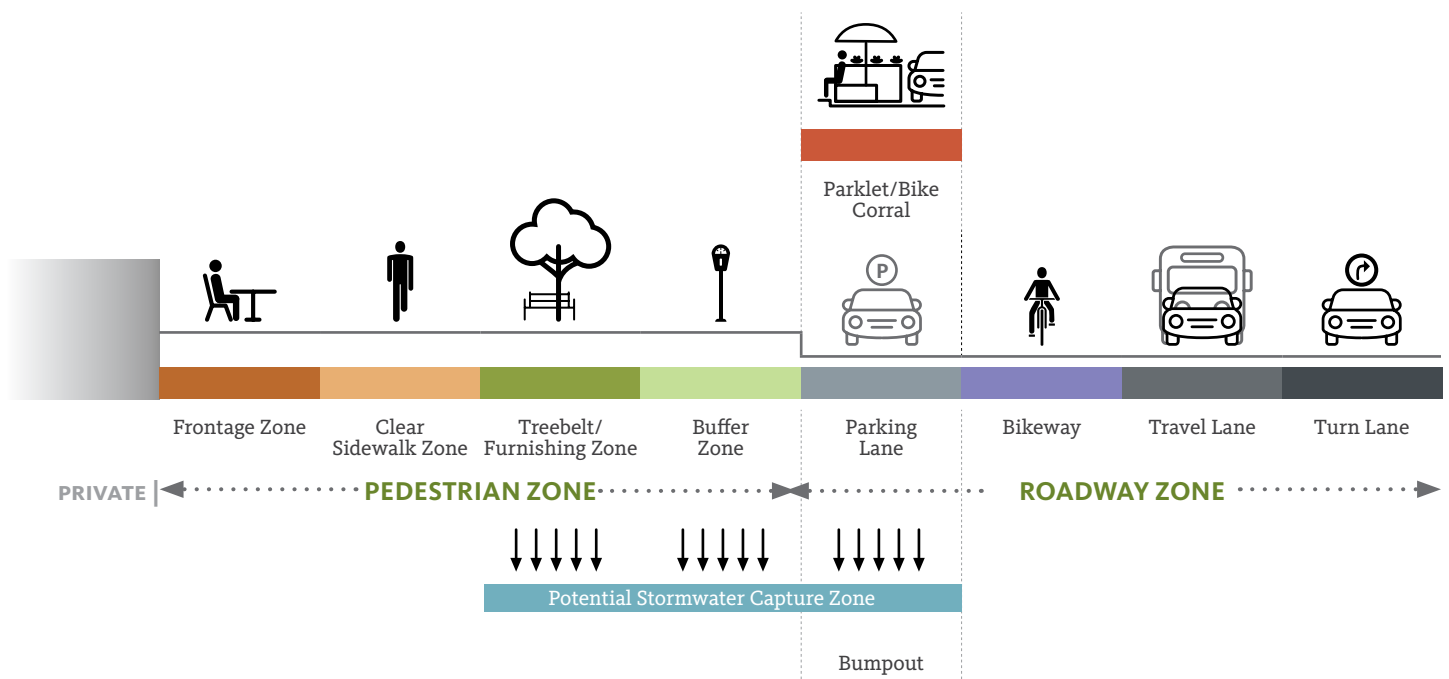 Parklet/Bike
Corral
P
Frontage Zone
Clear
Sidewalk Zone
Treebelt/
Furnishing Zone
Buffer
Zone
Parking
Lane
Bikeway
Travel Lane
Turn Lane
PRIVATE
PEDESTRIAN ZONE
ROADWAY ZONE
Potential Stormwater Capture Zone
Bumpout